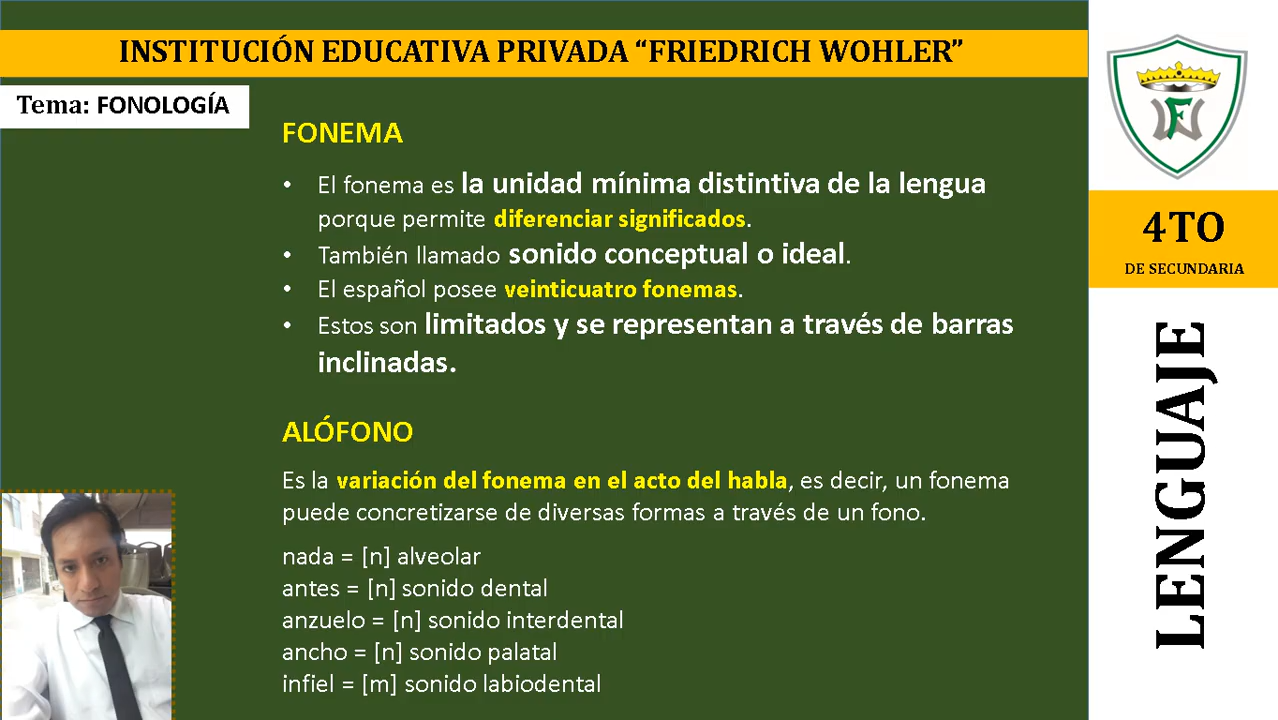 INSTITUCIÓN EDUCATIVA PRIVADA “FRIEDRICH WOHLER”
Tema: FONOLOGÍA
FONEMA
• El fonema es la unidad mínima distintiva de la lengua
porque permite diferenciar significados.
• También llamado sonido conceptual o ideal.
• El español posee veinticuatro fonemas.
• Estos son limitados y se representan a través de barras
inclinadas.
ALÓFONO
Es la variación del fonema en el acto del habla, es decir, un fonema
puede concretizarse de diversas formas a través de un fono.
nada = [n] alveolar
antes = [n] sonido dental
anzuelo = [n] sonido interdental
ancho = [n] sonido palatal
infiel = [m] sonido labiodental
4TO
DE SECUNDARIA
LENGUAJE